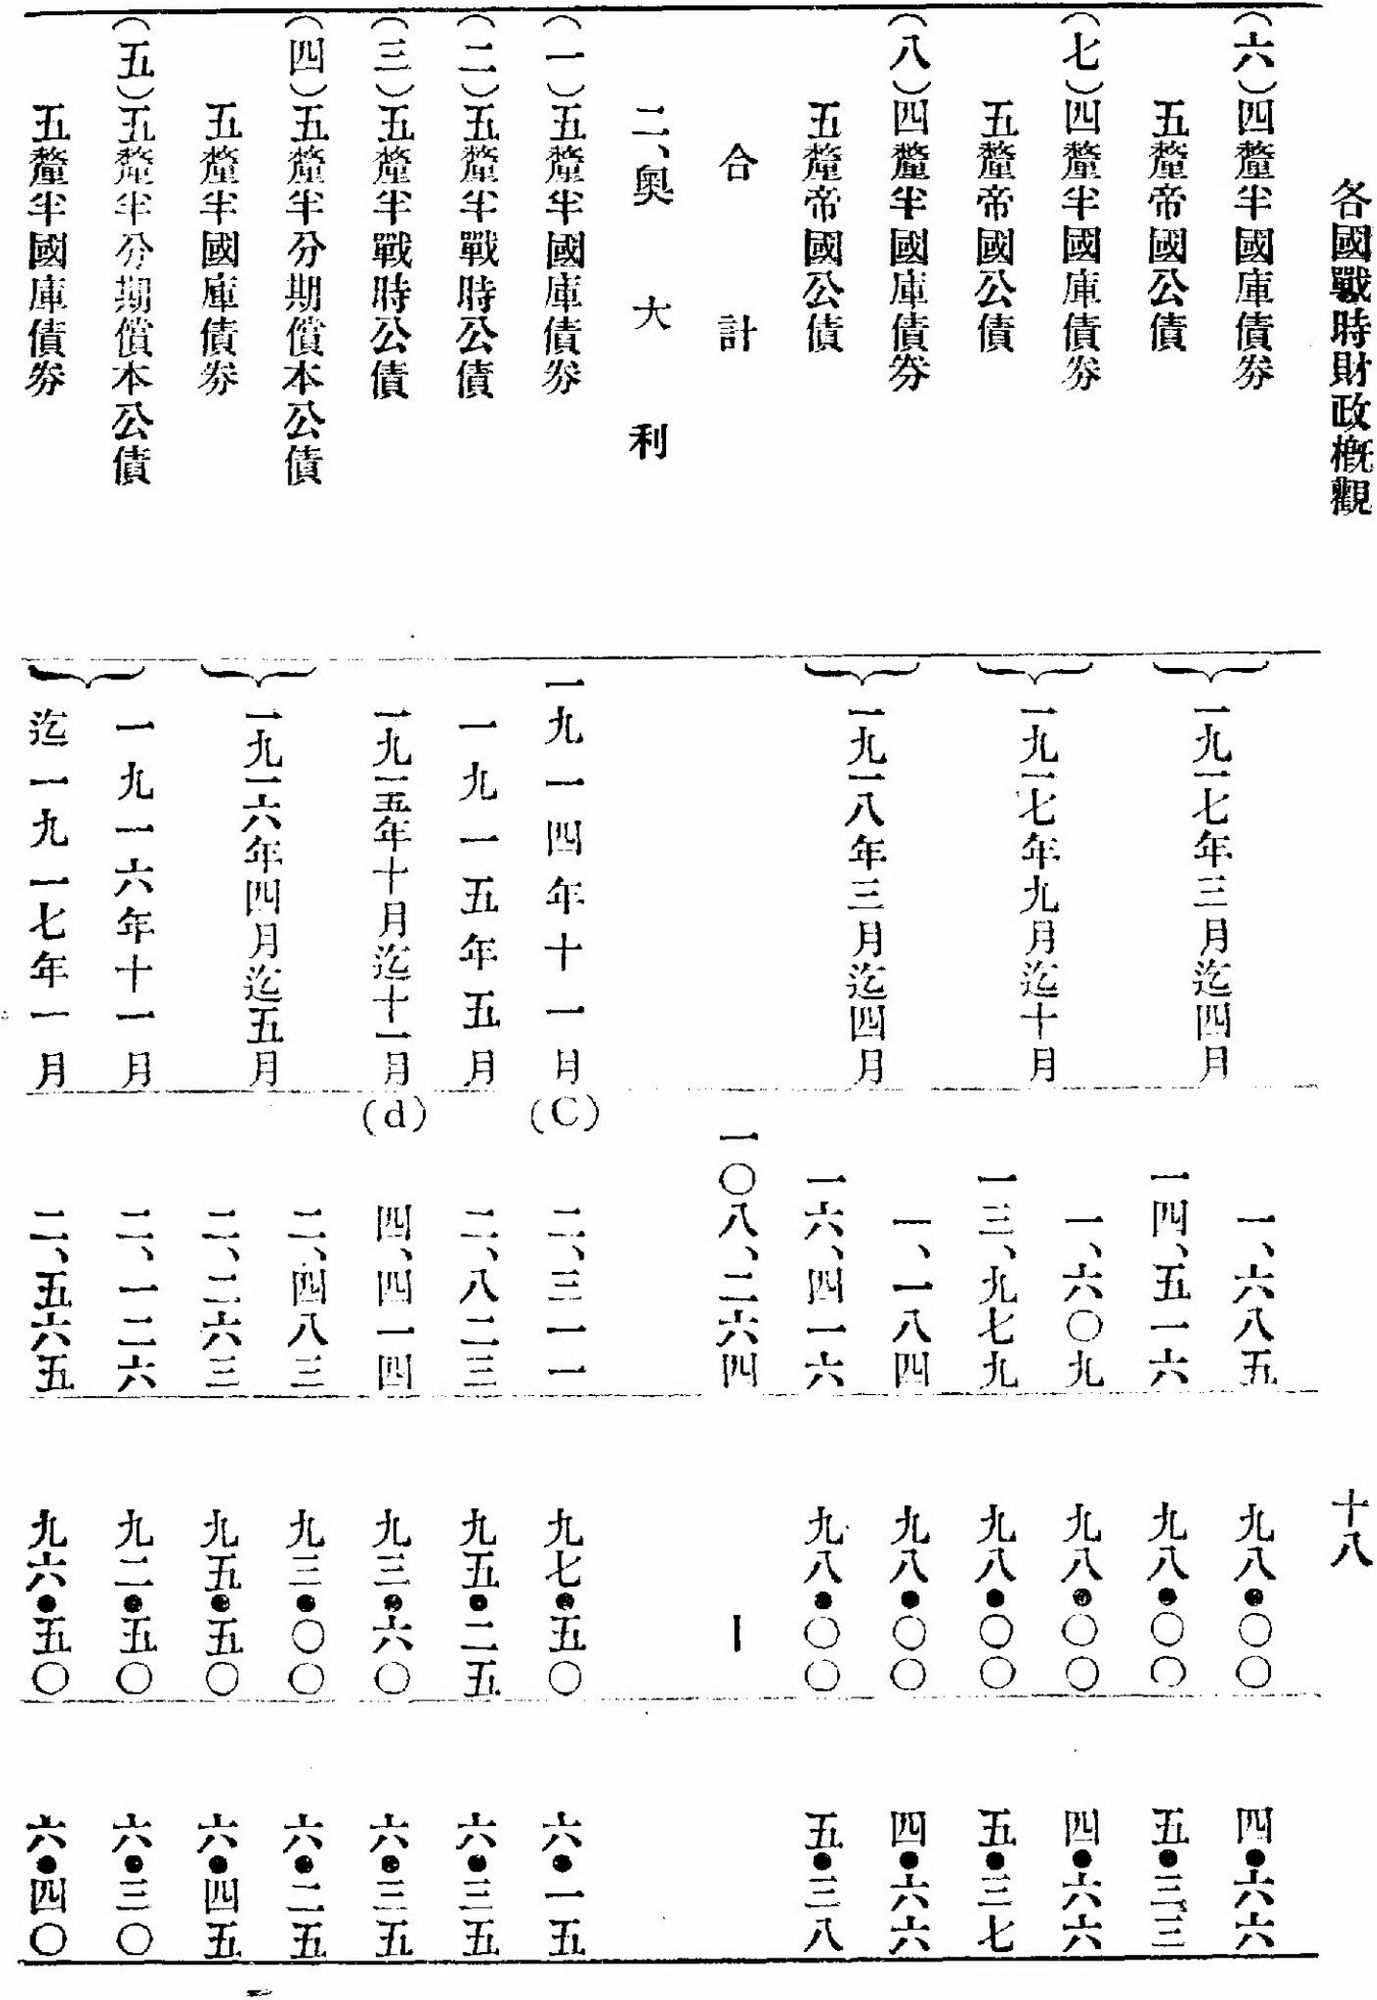 各國戰時財政概觀 十八
(六)四釐半國庫債券 一九一七年三月迄四月 一、六八五 九八•〇〇 四•六六
五釐帝國公債 一四、五一六 九八•〇〇 五•三三
(七)四釐半國庫債券 一九一七年九月迄十月 一、六〇九 九八•〇〇 四•六六
五釐帝國公債 一三、九七九 九八•〇〇 五•三七
(八)四釐半國庫債券 一九一八年三月迄四月 一、一八四 九八•〇〇 四•六六
五釐帝國公債 一六、四一六 九八•〇〇 五•三八
合計 一〇八、二六四 —
二、奧大利
(一)五釐半國庫債券 一九一四年十一月 (C) 二、三一一 九七•五〇 六•一五
(二)五釐半戰時公債 一九一五年五月 二、八二三 九五•二五 六•三五
(三)五釐半戰時公債 一九一五年十月迄十一月 (d) 四、四一四 九三•六〇 六•三五
(四)五釐半分期償本公債 一九一六年四月迄五月 二、四八三 九三•〇〇 六•二五
五釐半國庫債券 二、二六三 九五•五〇 六•四五
(五)五釐半分期償本公債 一九一六年十一月 二、一二六 九二•五〇 六•三〇
五釐半國庫債券 迄一九一七年一月 二、五六五 九六•五〇 六•四〇